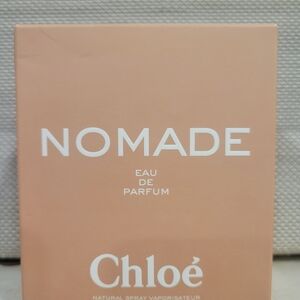 NOMADE
EAU
DE
PARFUM
Chloé
NATURAL SPRAY VAPORISATEUR